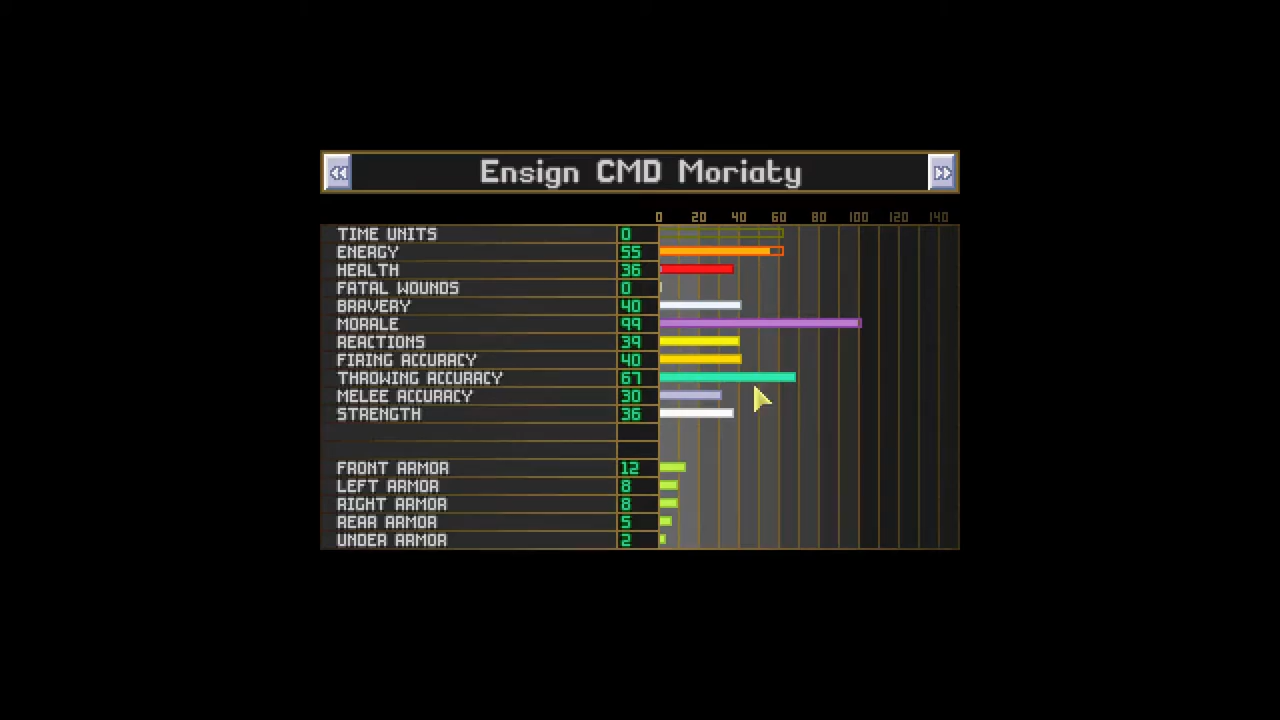 Ensign CMD Moriaty
0 20 40 60 80 100 120 140
TIME UNITS 0
ENERGY 55
HEALTH 36
FATAL WOUNDS 0
BRAVERY 40
MORALE 99
REACTIONS 39
FIRING ACCURACY 40
THROWING ACCURACY 67
MELEE ACCURACY 30
STRENGTH 36
FRONT ARMOR 12
LEFT ARMOR 8
RIGHT ARMOR 8
REAR ARMOR 5
UNDER ARMOR 2